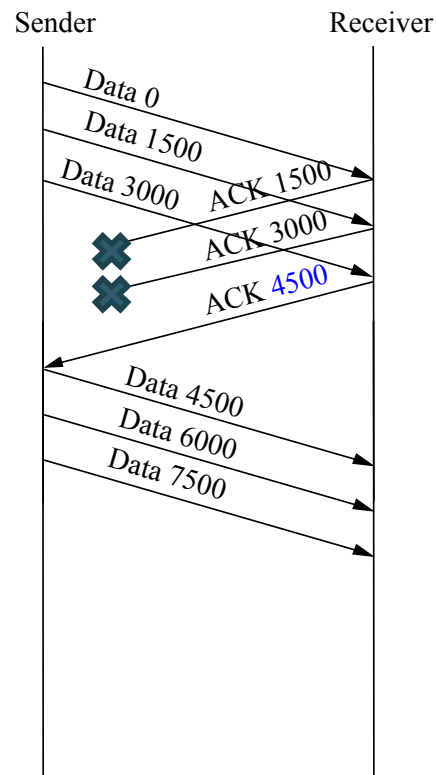 Sender
Receiver
Data 0
Data 1500
Data 3000
ACK 1500
ACK 3000
ACK 4500
Data 4500
Data 6000
Data 7500